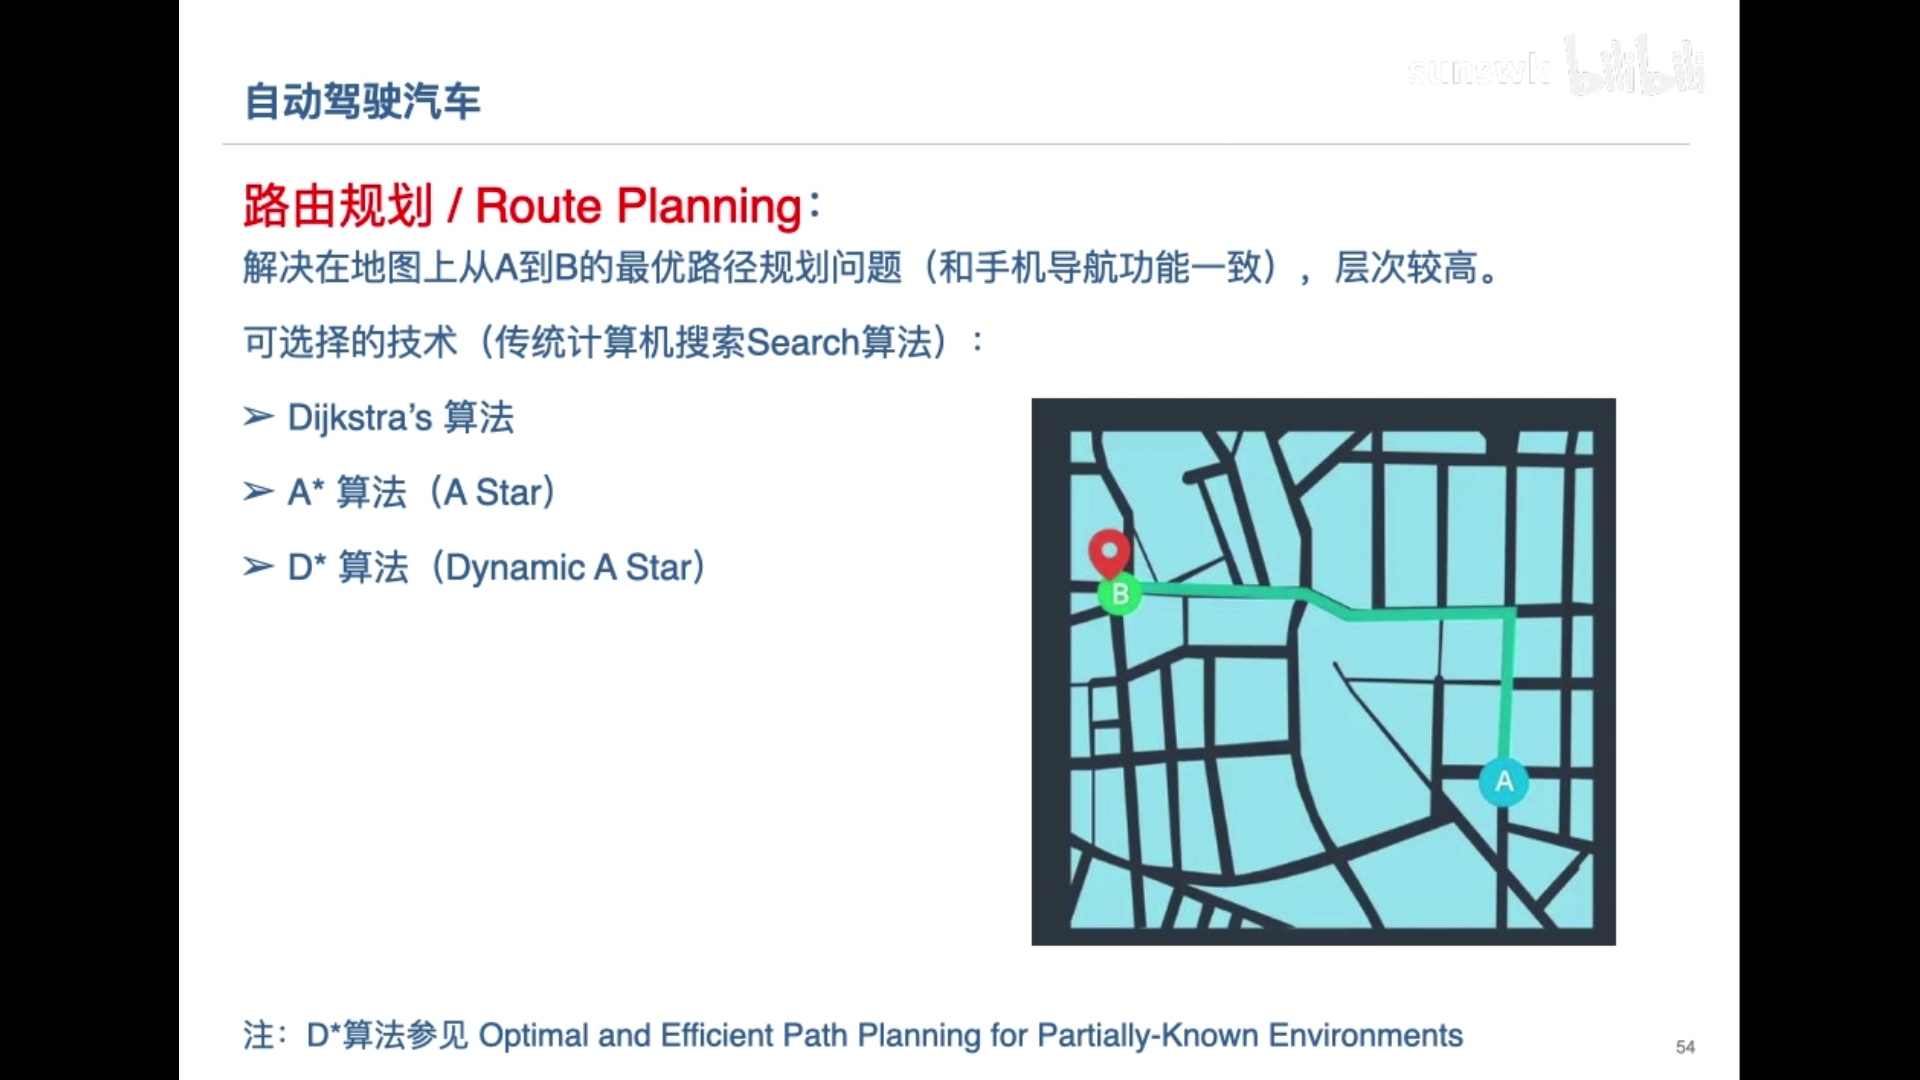 sunswk bilibili
自动驾驶汽车
路由规划 / Route Planning：
解决在地图上从A到B的最优路径规划问题（和手机导航功能一致），层次较高。
可选择的技术（传统计算机搜索Search算法）：
➢ Dijkstra’s 算法
➢ A* 算法（A Star）
➢ D* 算法（Dynamic A Star）
B
A
注：D*算法参见 Optimal and Efficient Path Planning for Partially-Known Environments
54